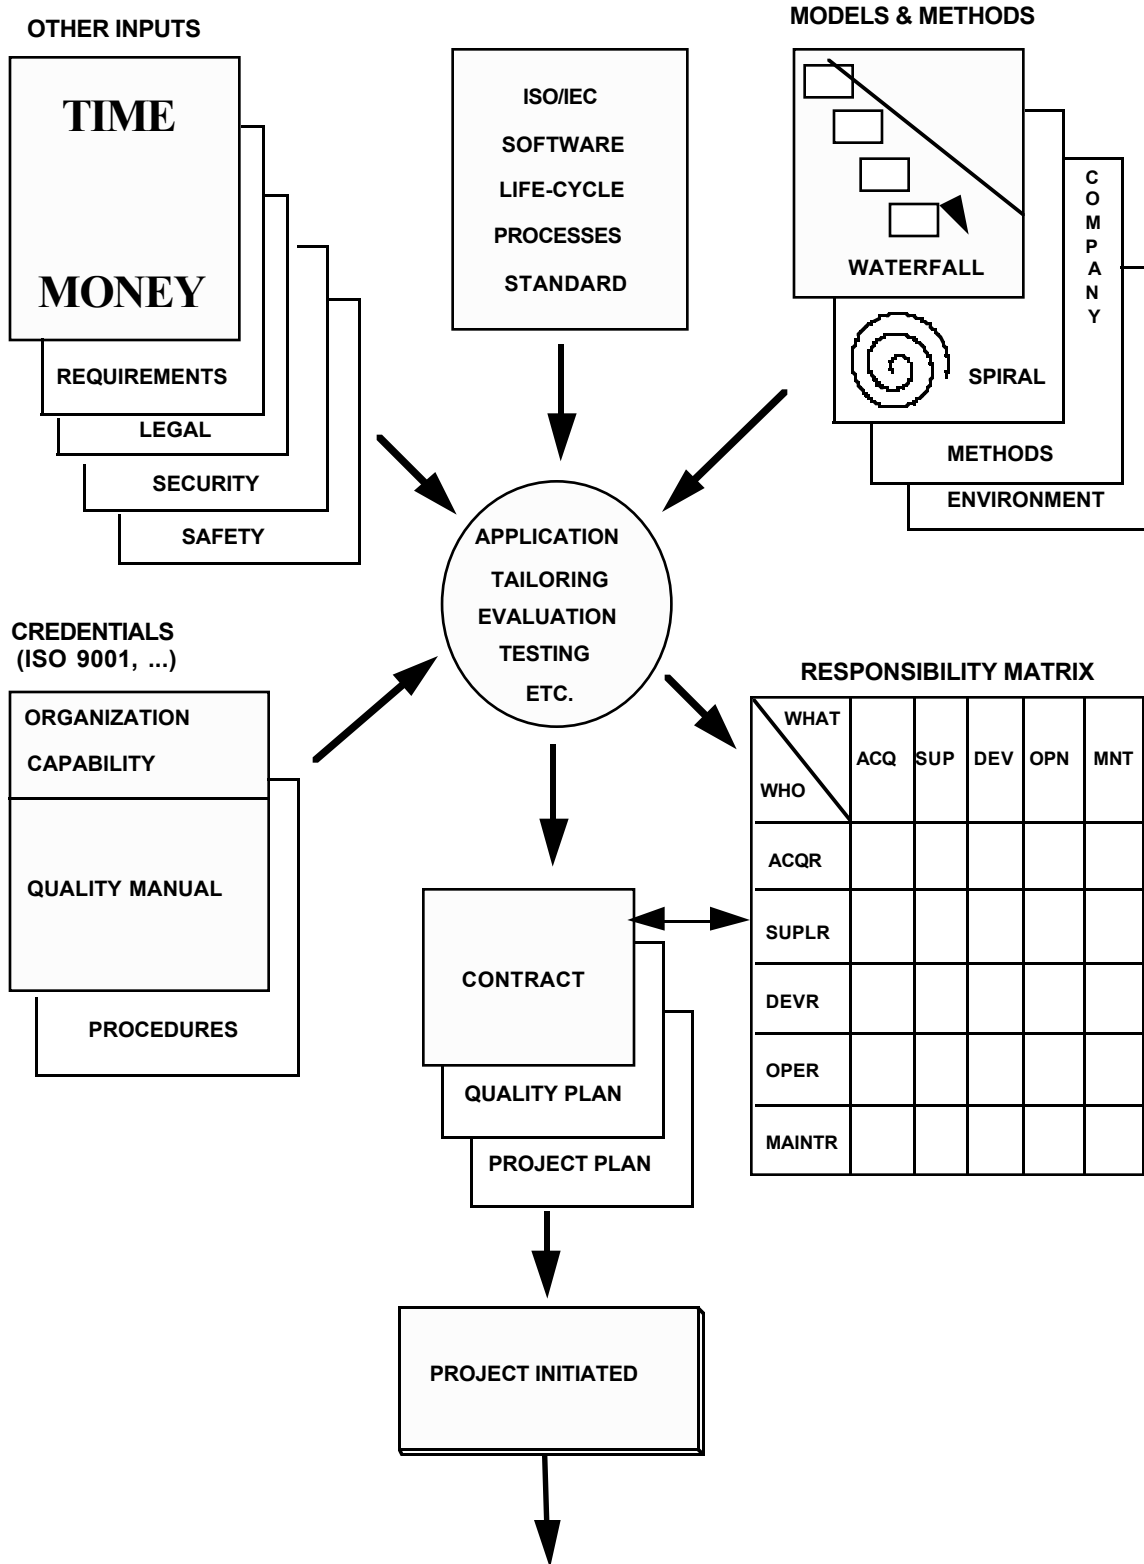 OTHER INPUTS
TIME
MONEY
REQUIREMENTS
LEGAL
SECURITY
SAFETY
ISO/IEC
SOFTWARE
LIFE-CYCLE
PROCESSES
STANDARD
MODELS & METHODS
WATERFALL
SPIRAL
METHODS
COMPANY
ENVIRONMENT
APPLICATION
TAILORING
EVALUATION
TESTING
ETC.
CREDENTIALS
(ISO 9001, ...)
ORGANIZATION
CAPABILITY
QUALITY MANUAL
PROCEDURES
RESPONSIBILITY MATRIX
WHAT
WHO
ACQ SUP DEV OPN MNT
ACQR
SUPLR
DEVR
OPER
MAINTR
CONTRACT
QUALITY PLAN
PROJECT PLAN
PROJECT INITIATED